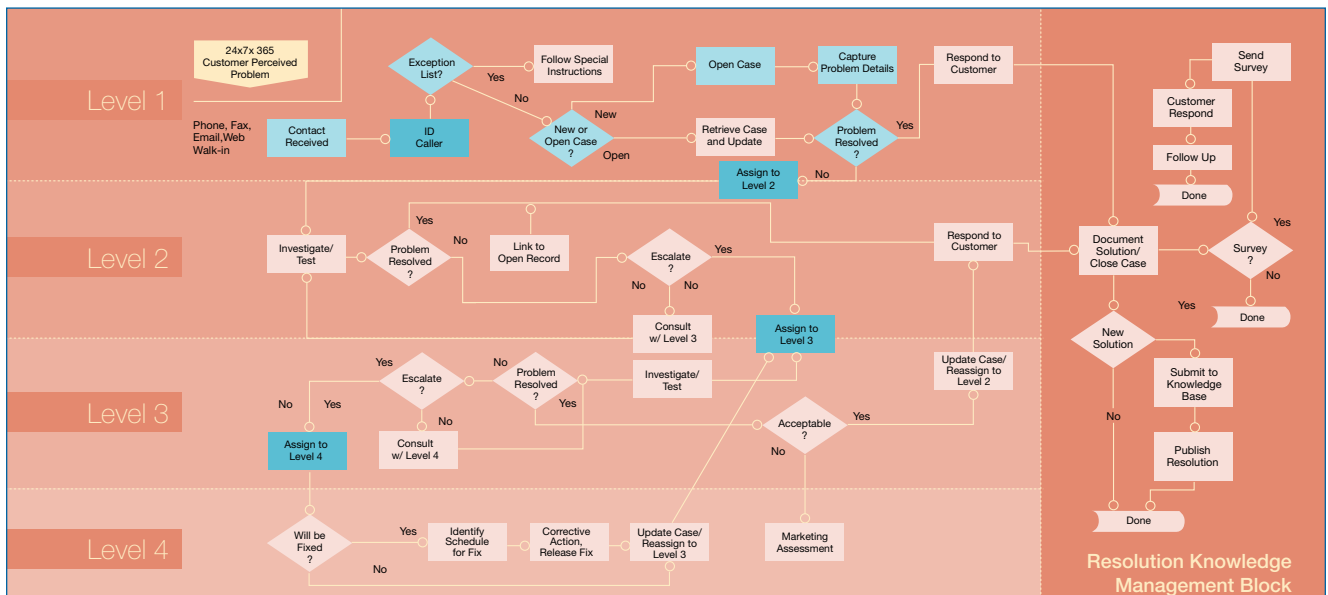 24x7x 365
Customer Perceived
Problem
Level 1
Phone, Fax,
Email,Web
Walk-in
Contact
Received
ID
Caller
Exception
List?
Yes
No
Follow Special
Instructions
New or
Open Case
?
New
Open
Open Case
Retrieve Case
and Update
Capture
Problem Details
Problem
Resolved
?
Yes
No
Respond to
Customer
Assign to
Level 2
Level 2
Investigate/
Test
Problem
Resolved
?
Yes
No
Link to
Open Record
Escalate?
Yes
No
No
Consult
w/ Level 3
Assign to
Level 3
Respond to
Customer
Level 3
Escalate
?
Yes
No
Yes
No
Assign to
Level 4
Consult
w/ Level 4
Problem
Resolved
?
No
Yes
Investigate/
Test
Acceptable
?
Yes
No
Update Case/
Reassign to
Level 2
Level 4
Will be
Fixed
?
Yes
No
Identify
Schedule
for Fix
Corrective
Action,
Release Fix
Update Case/
Reassign to
Level 3
Marketing
Assessment
Send
Survey
Customer
Respond
Follow Up
Done
Document
Solution/
Close Case
Survey
?
Yes
No
Done
New
Solution
Yes
No
Submit to
Knowledge
Base
Publish
Resolution
Done
Resolution Knowledge
Management Block